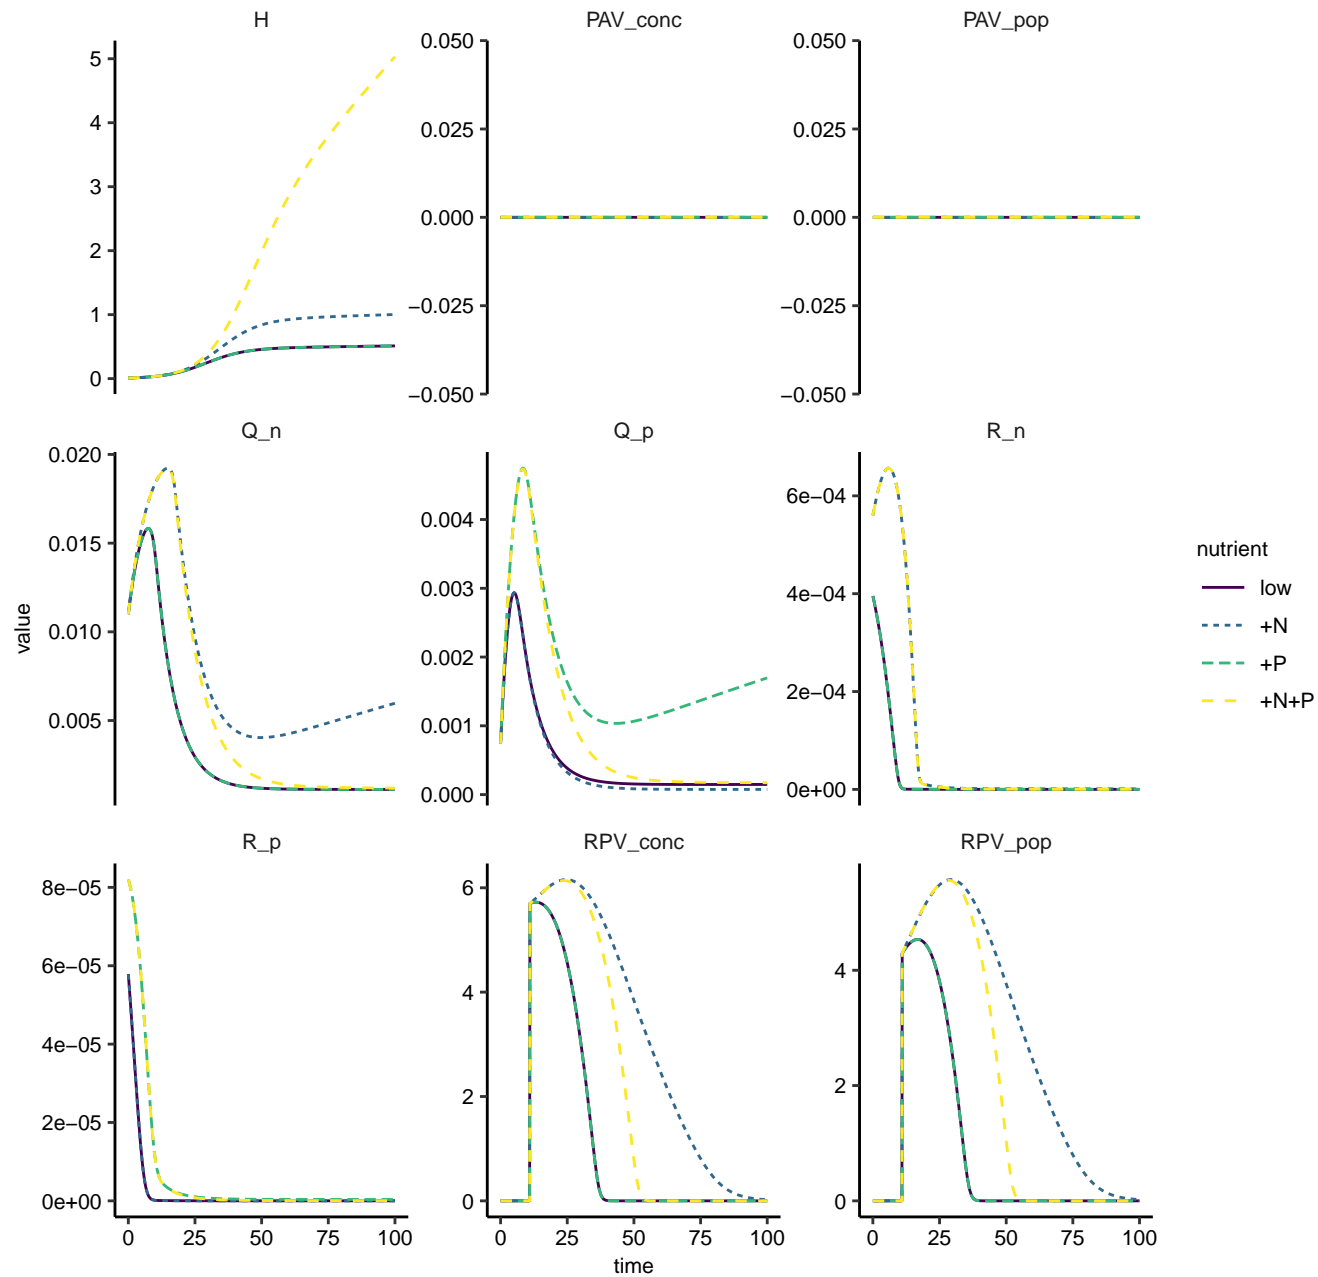 H
PAV_conc
PAV_pop
5
4
3
2
1
0
0.050
0.025
0.000
−0.025
−0.050
0.050
0.025
0.000
−0.025
−0.050
Q_n
Q_p
R_n
0.020
0.015
0.010
0.005
0.004
0.003
0.002
0.001
0.000
6e−04
4e−04
2e−04
0e+00
R_p
RPV_conc
RPV_pop
8e−05
6e−05
4e−05
2e−05
0e+00
6
4
2
0
4
2
0
0 25 50 75 100
0 25 50 75 100
0 25 50 75 100
time
value
nutrient
low
+N
+P
+N+P